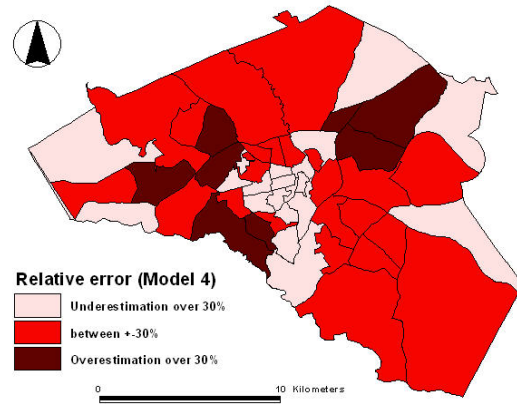 Relative error (Model 4)
Underestimation over 30%
between +-30%
Overestimation over 30%
0 10 Kilometers